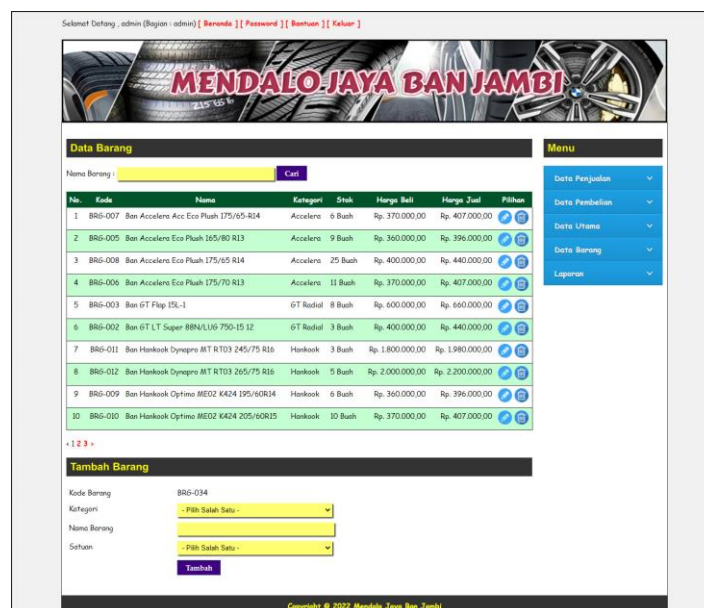 Selamat Datang , admin (Bagian : admin) [ Beranda ] [ Password ] [ Bantuan ] [ Keluar ]
MENDALO JAYA BAN JAMBI
Data Barang
Nama Barang : Cari
No. Kode Nama Kategori Stok Harga Beli Harga Jual Pilihan
1 BRG-007 Ban Accelera Acc Eco Plush 175/65-R14 Accelera 6 Buah Rp. 370.000,00 Rp. 407.000,00
2 BRG-005 Ban Accelera Eco Plush 165/80 R13 Accelera 9 Buah Rp. 360.000,00 Rp. 396.000,00
3 BRG-008 Ban Accelera Eco Plush 175/65 R14 Accelera 25 Buah Rp. 400.000,00 Rp. 440.000,00
4 BRG-006 Ban Accelera Eco Plush 175/70 R13 Accelera 11 Buah Rp. 370.000,00 Rp. 407.000,00
5 BRG-003 Ban GT Flap 15L-1 GT Radial 8 Buah Rp. 600.000,00 Rp. 660.000,00
6 BRG-002 Ban GT LT Super 88N/LUG 750-15 12 GT Radial 3 Buah Rp. 400.000,00 Rp. 440.000,00
7 BRG-011 Ban Hankook Dynapro MT RT03 245/75 R16 Hankook 3 Buah Rp. 1.800.000,00 Rp. 1.980.000,00
8 BRG-012 Ban Hankook Dynapro MT RT03 265/75 R16 Hankook 5 Buah Rp. 2.000.000,00 Rp. 2.200.000,00
9 BRG-009 Ban Hankook Optimo ME02 K424 195/60R14 Hankook 6 Buah Rp. 360.000,00 Rp. 396.000,00
10 BRG-010 Ban Hankook Optimo ME02 K424 205/60R15 Hankook 10 Buah Rp. 370.000,00 Rp. 407.000,00
‹ 1 2 3 ›
Tambah Barang
Kode Barang BRG-034
Kategori - Pilih Salah Satu -
Nama Barang
Satuan - Pilih Salah Satu -
Tambah
Menu
Data Penjualan
Data Pembelian
Data Utama
Data Barang
Laporan
Copyright © 2022 Mendalo Jaya Ban Jambi